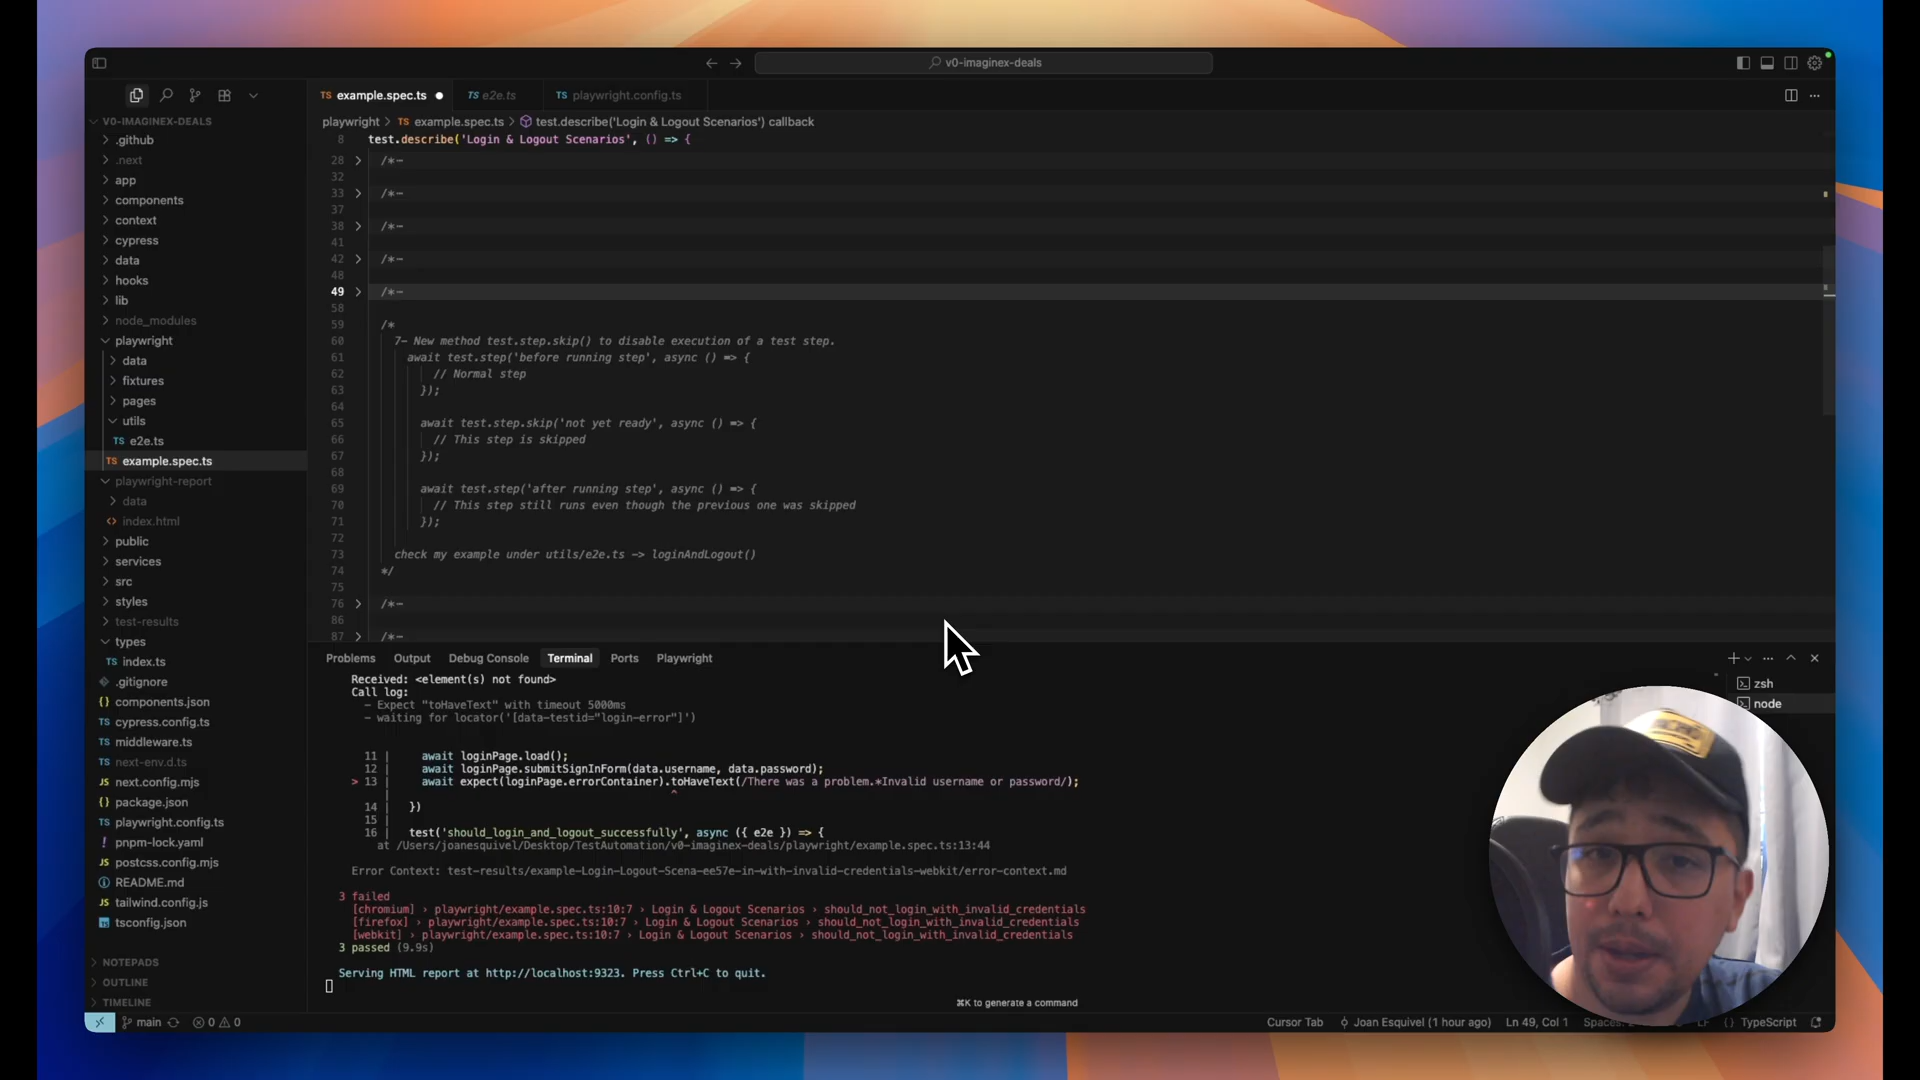 v0-imaginex-deals
V0-IMAGINEX-DEALS
.github
.next
app
components
context
cypress
data
hooks
lib
node_modules
playwright
data
fixtures
pages
utils
TS e2e.ts
TS example.spec.ts
playwright-report
data
<> index.html
public
services
src
styles
test-results
types
TS index.ts
.gitignore
{} components.json
TS cypress.config.ts
TS middleware.ts
TS next-env.d.ts
JS next.config.mjs
{} package.json
TS playwright.config.ts
! pnpm-lock.yaml
JS postcss.config.mjs
README.md
JS tailwind.config.js
tsconfig.json
NOTEPADS
OUTLINE
TIMELINE
TS example.spec.ts TS e2e.ts TS playwright.config.ts
playwright > TS example.spec.ts > test.describe('Login & Logout Scenarios') callback
8 test.describe('Login & Logout Scenarios', () => {
28 /*
32
33 /*
37
38 /*
41
42 /*
48
49 /*
58
59 /*
60 7- New method test.step.skip() to disable execution of a test step.
61 await test.step('before running step', async () => {
62 // Normal step
63 });
64
65 await test.step.skip('not yet ready', async () => {
66 // This step is skipped
67 });
68
69 await test.step('after running step', async () => {
70 // This step still runs even though the previous one was skipped
71 });
72
73 check my example under utils/e2e.ts -> loginAndLogout()
74 */
75
76 /*
86
87 /*
Problems Output Debug Console Terminal Ports Playwright
zsh
node
Received: <element(s) not found>
Call log:
- Expect "toHaveText" with timeout 5000ms
- waiting for locator('[data-testid="login-error"]')
11 | await loginPage.load();
12 | await loginPage.submitSignInForm(data.username, data.password);
> 13 | await expect(loginPage.errorContainer).toHaveText(/There was a problem.*Invalid username or password/);
| ^
14 | })
15 |
16 | test('should_login_and_logout_successfully', async ({ e2e }) => {
at /Users/joanesquivel/Desktop/TestAutomation/v0-imaginex-deals/playwright/example.spec.ts:13:44
Error Context: test-results/example-Login-Logout-Scena-ee57e-in-with-invalid-credentials-webkit/error-context.md
3 failed
[chromium] › playwright/example.spec.ts:10:7 › Login & Logout Scenarios › should_not_login_with_invalid_credentials
[firefox] › playwright/example.spec.ts:10:7 › Login & Logout Scenarios › should_not_login_with_invalid_credentials
[webkit] › playwright/example.spec.ts:10:7 › Login & Logout Scenarios › should_not_login_with_invalid_credentials
3 passed (9.9s)
Serving HTML report at http://localhost:9323. Press Ctrl+C to quit.
⌘K to generate a command
main 0 0 Cursor Tab Joan Esquivel (1 hour ago) Ln 49, Col 1 Spaces: LF {} TypeScript